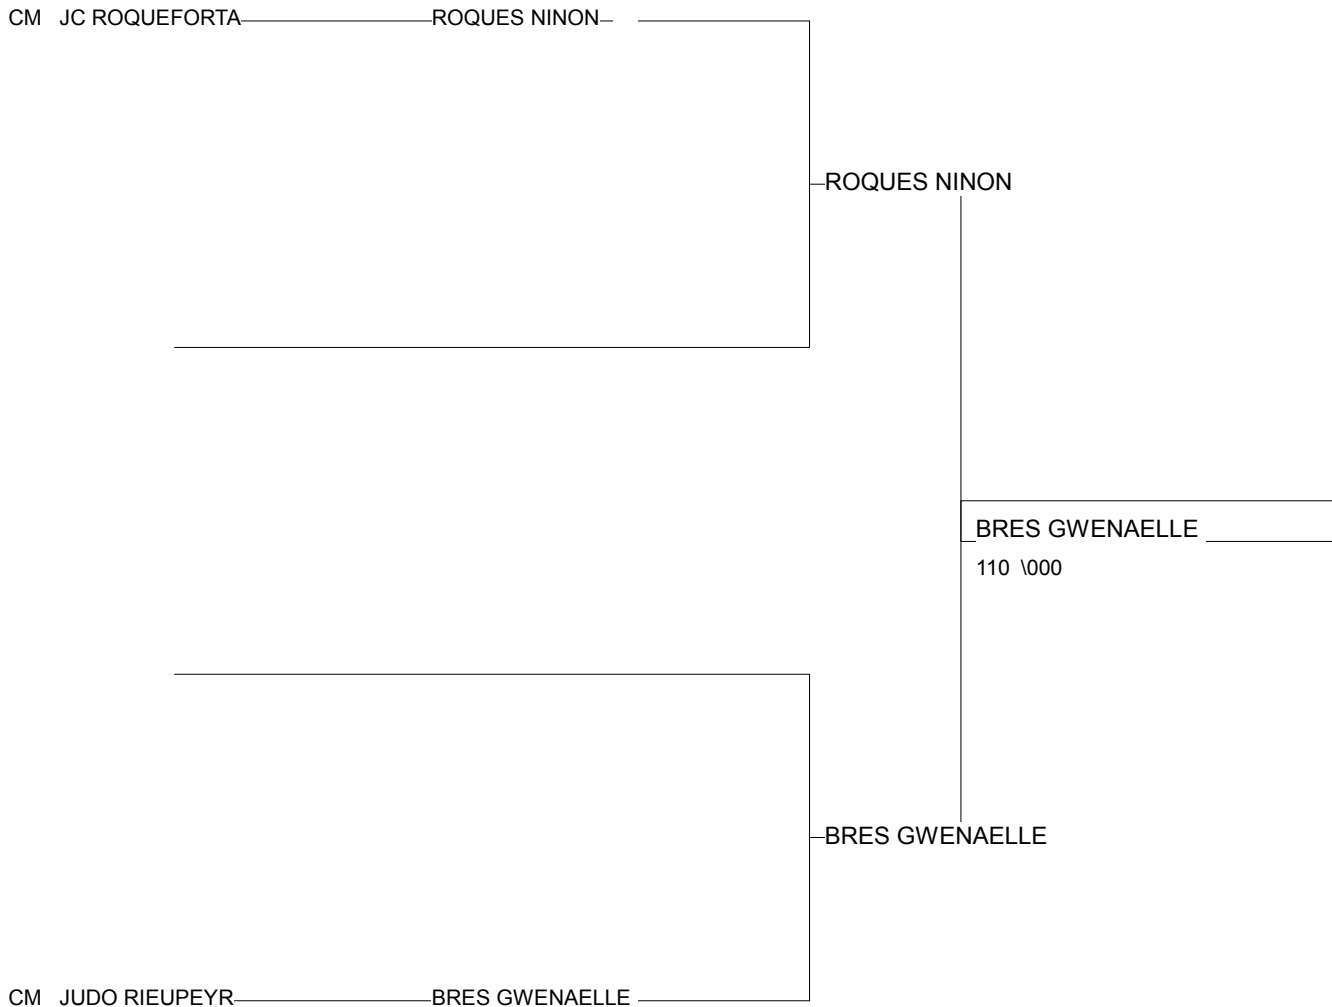 CM JC ROQUEFORTA ROQUES NINON
ROQUES NINON
BRES GWENAELLE
110 \000
BRES GWENAELLE
CM JUDO RIEUPEYR BRES GWENAELLE